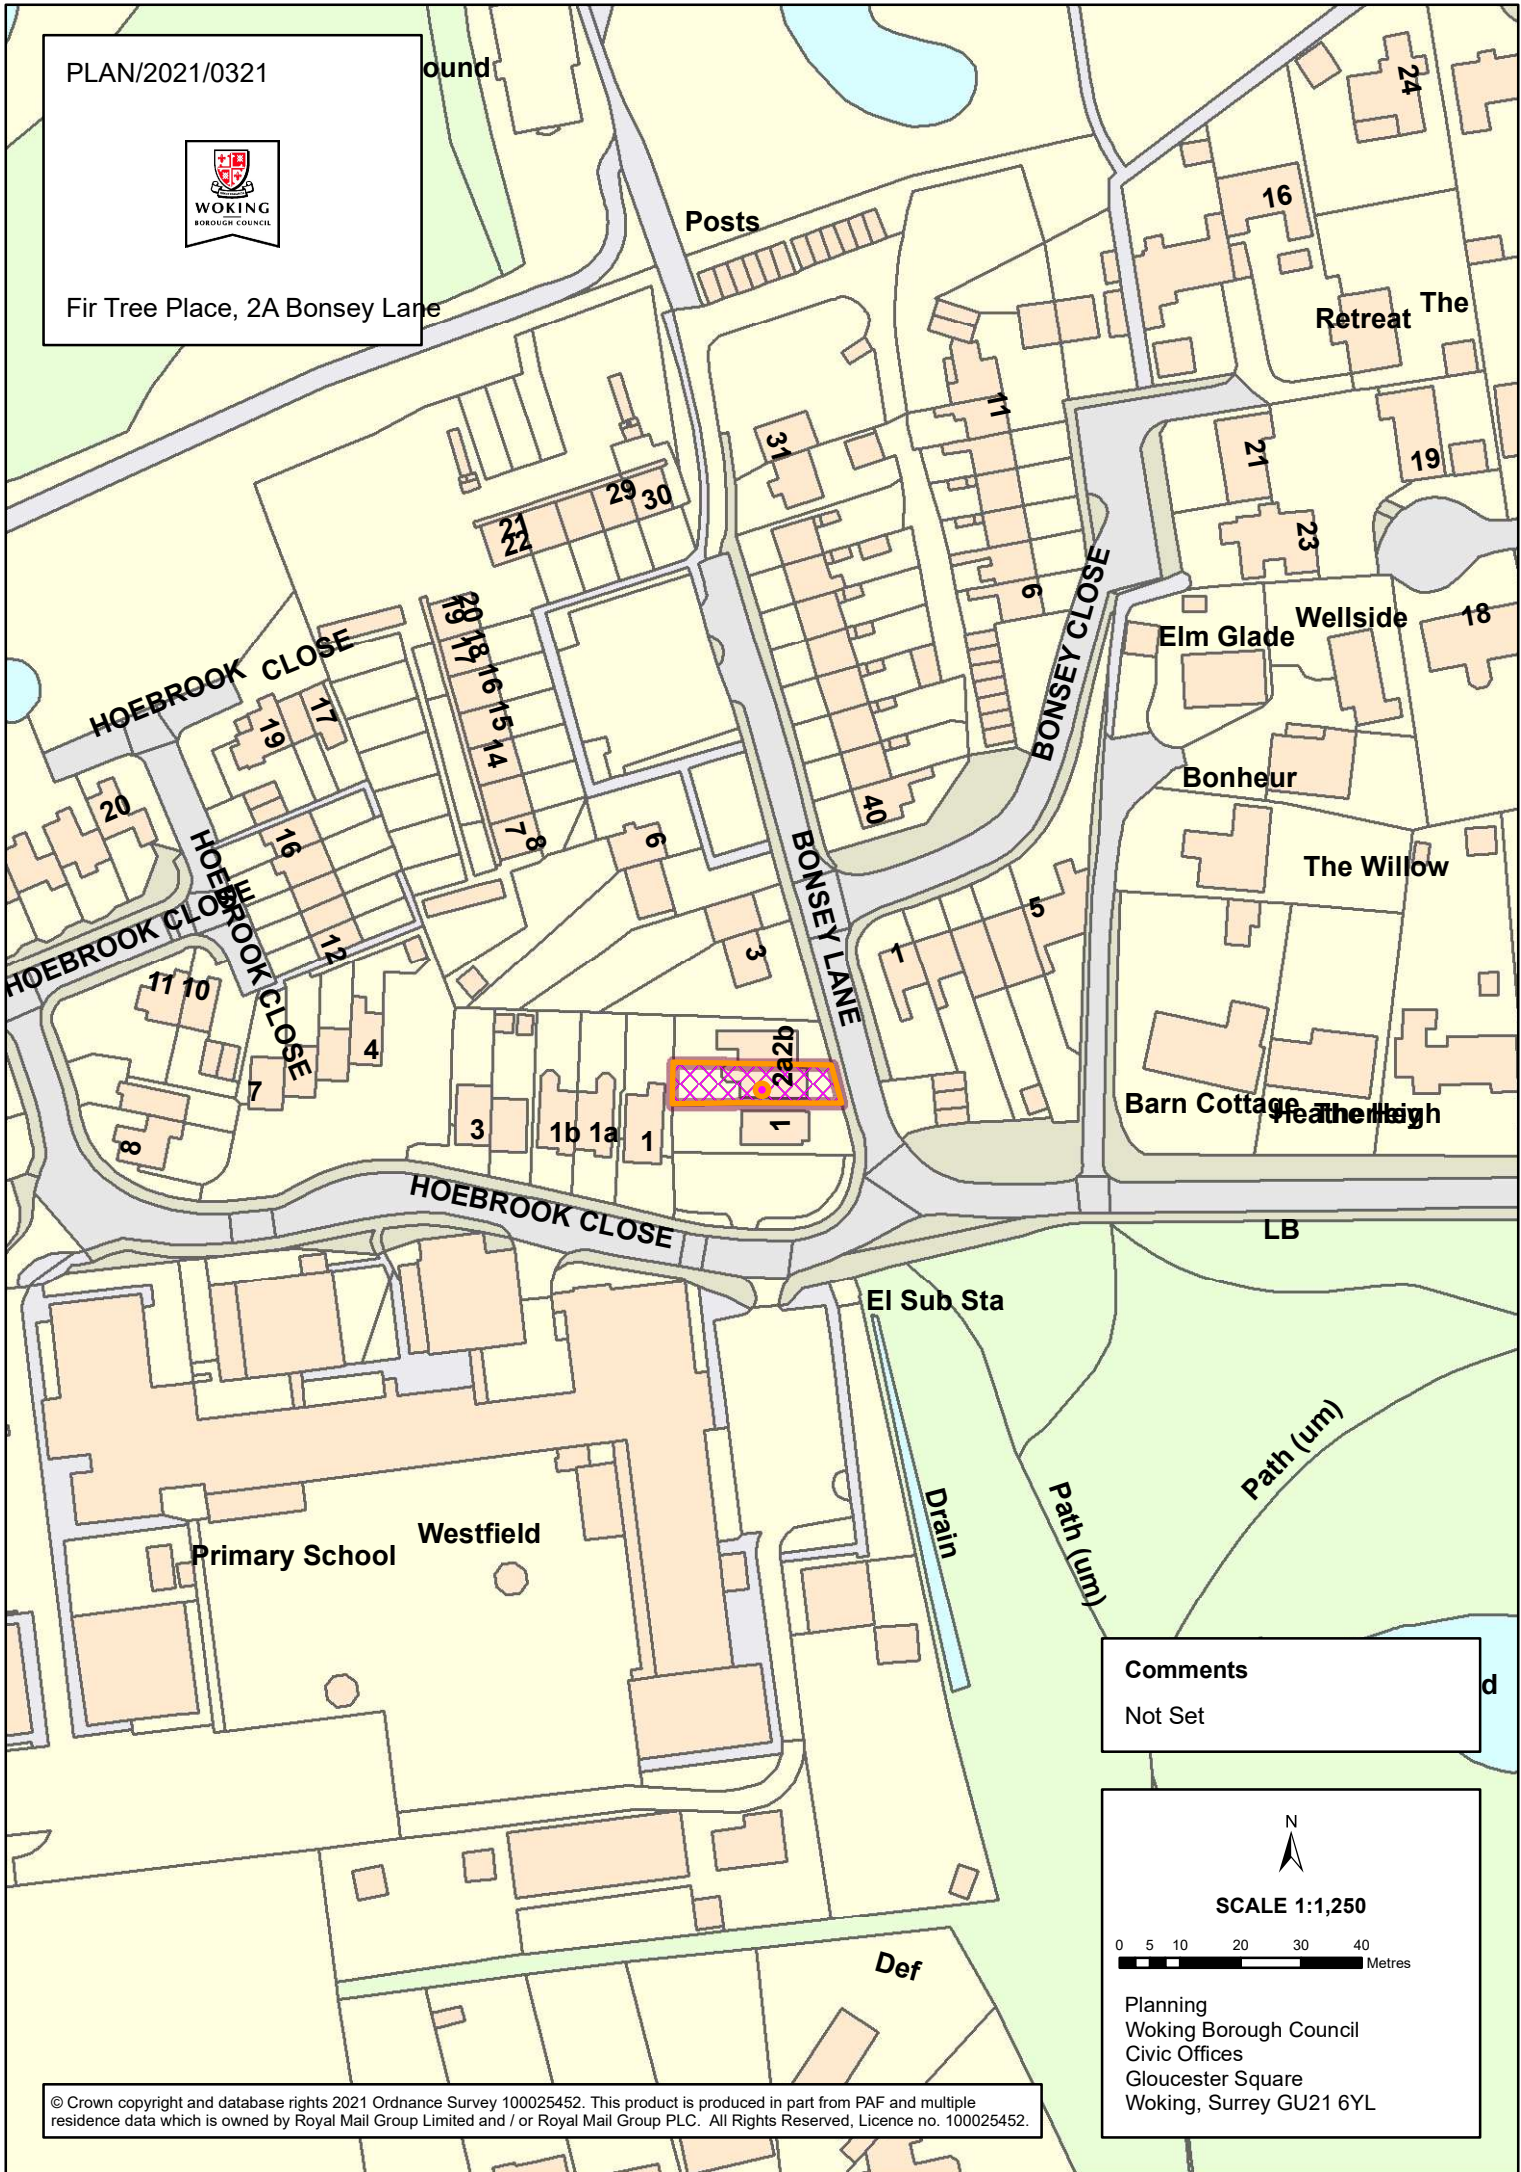 PLAN/2021/0321
ound
WOKING
BOROUGH COUNCIL
Fir Tree Place, 2A Bonsey Lane
Posts
24
16
Retreat
The
11
31
21
19
29
30
21
22
23
6
BONSEY CLOSE
Elm Glade
Wellside
18
20
19
18
17
16
15
14
HOEBROOK CLOSE
17
19
20
Bonheur
40
7
8
6
16
HOEBROOK CLOSE
BONSEY LANE
The Willow
HOEBROOK CLOSE
5
12
3
1
11 10
4
2a2b
7
Barn Cottage
Heatherleigh
The Hey
8
3
1b 1a
1
1
HOEBROOK CLOSE
LB
El Sub Sta
Path (um)
Drain
Path (um)
Westfield
Primary School
Comments
Not Set
d
N
SCALE 1:1,250
0 5 10 20 30 40
Metres
Def
Planning
Woking Borough Council
Civic Offices
Gloucester Square
Woking, Surrey GU21 6YL
© Crown copyright and database rights 2021 Ordnance Survey 100025452. This product is produced in part from PAF and multiple
residence data which is owned by Royal Mail Group Limited and / or Royal Mail Group PLC. All Rights Reserved, Licence no. 100025452.